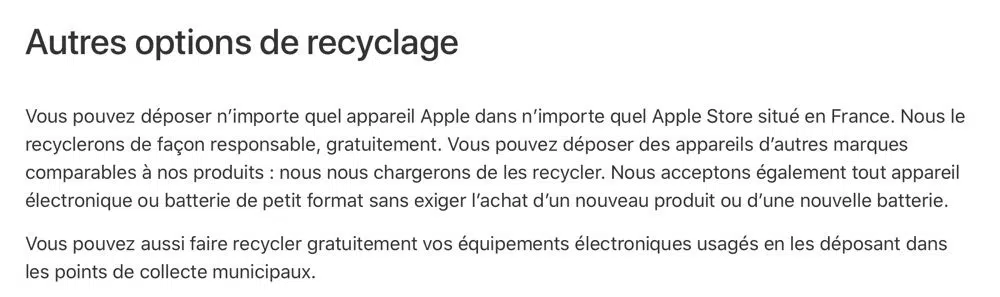 Autres options de recyclage
Vous pouvez déposer n’importe quel appareil Apple dans n’importe quel Apple Store situé en France. Nous le
recyclerons de façon responsable, gratuitement. Vous pouvez déposer des appareils d’autres marques
comparables à nos produits : nous nous chargerons de les recycler. Nous acceptons également tout appareil
électronique ou batterie de petit format sans exiger l’achat d’un nouveau produit ou d’une nouvelle batterie.
Vous pouvez aussi faire recycler gratuitement vos équipements électroniques usagés en les déposant dans
les points de collecte municipaux.